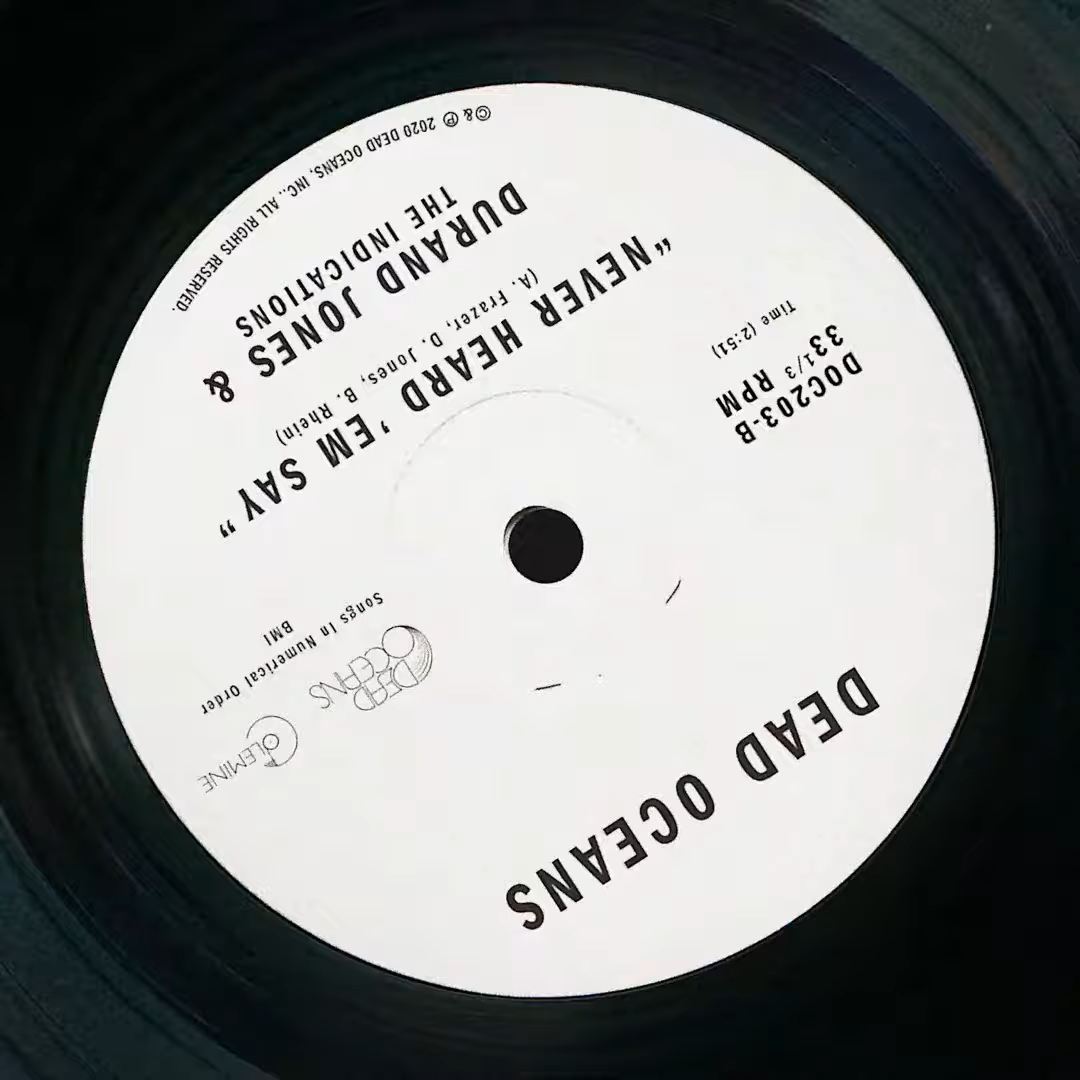 DEAD OCEANS
COLEMINE
DEAD
OCEANS
Songs In Numerical Order
BMI
DOC203-B
33 1/3 RPM
Time (2:51)
“NEVER HEARD ’EM SAY”
(A. Frazer, D. Jones, B. Rhein)
DURAND JONES &
THE INDICATIONS
©& ℗ 2020 DEAD OCEANS, INC.. ALL RIGHTS RESERVED.